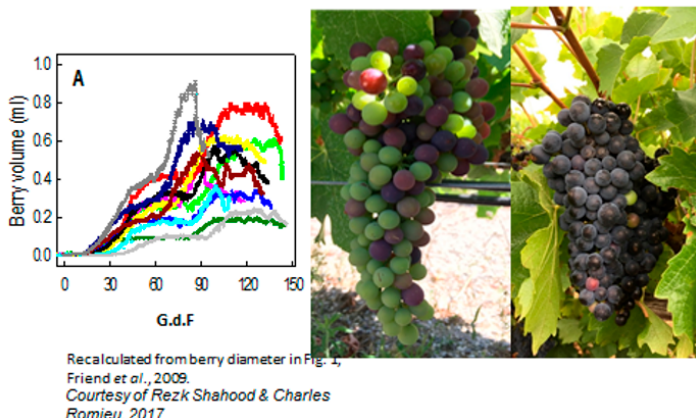 A
Berry volume (ml)
1.0
0.8
0.6
0.4
0.2
0.0
0 30 60 90 120 150
G.d.F
Recalculated from berry diameter in Fig. 1,
Friend et al., 2009.
Courtesy of Rezk Shahood & Charles
Romieu, 2017